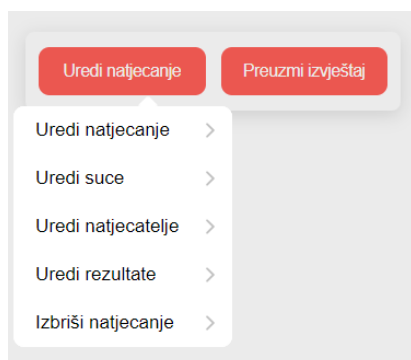 Uredi natjecanje
Preuzmi izvještaj
Uredi natjecanje
Uredi suce
Uredi natjecatelje
Uredi rezultate
Izbriši natjecanje